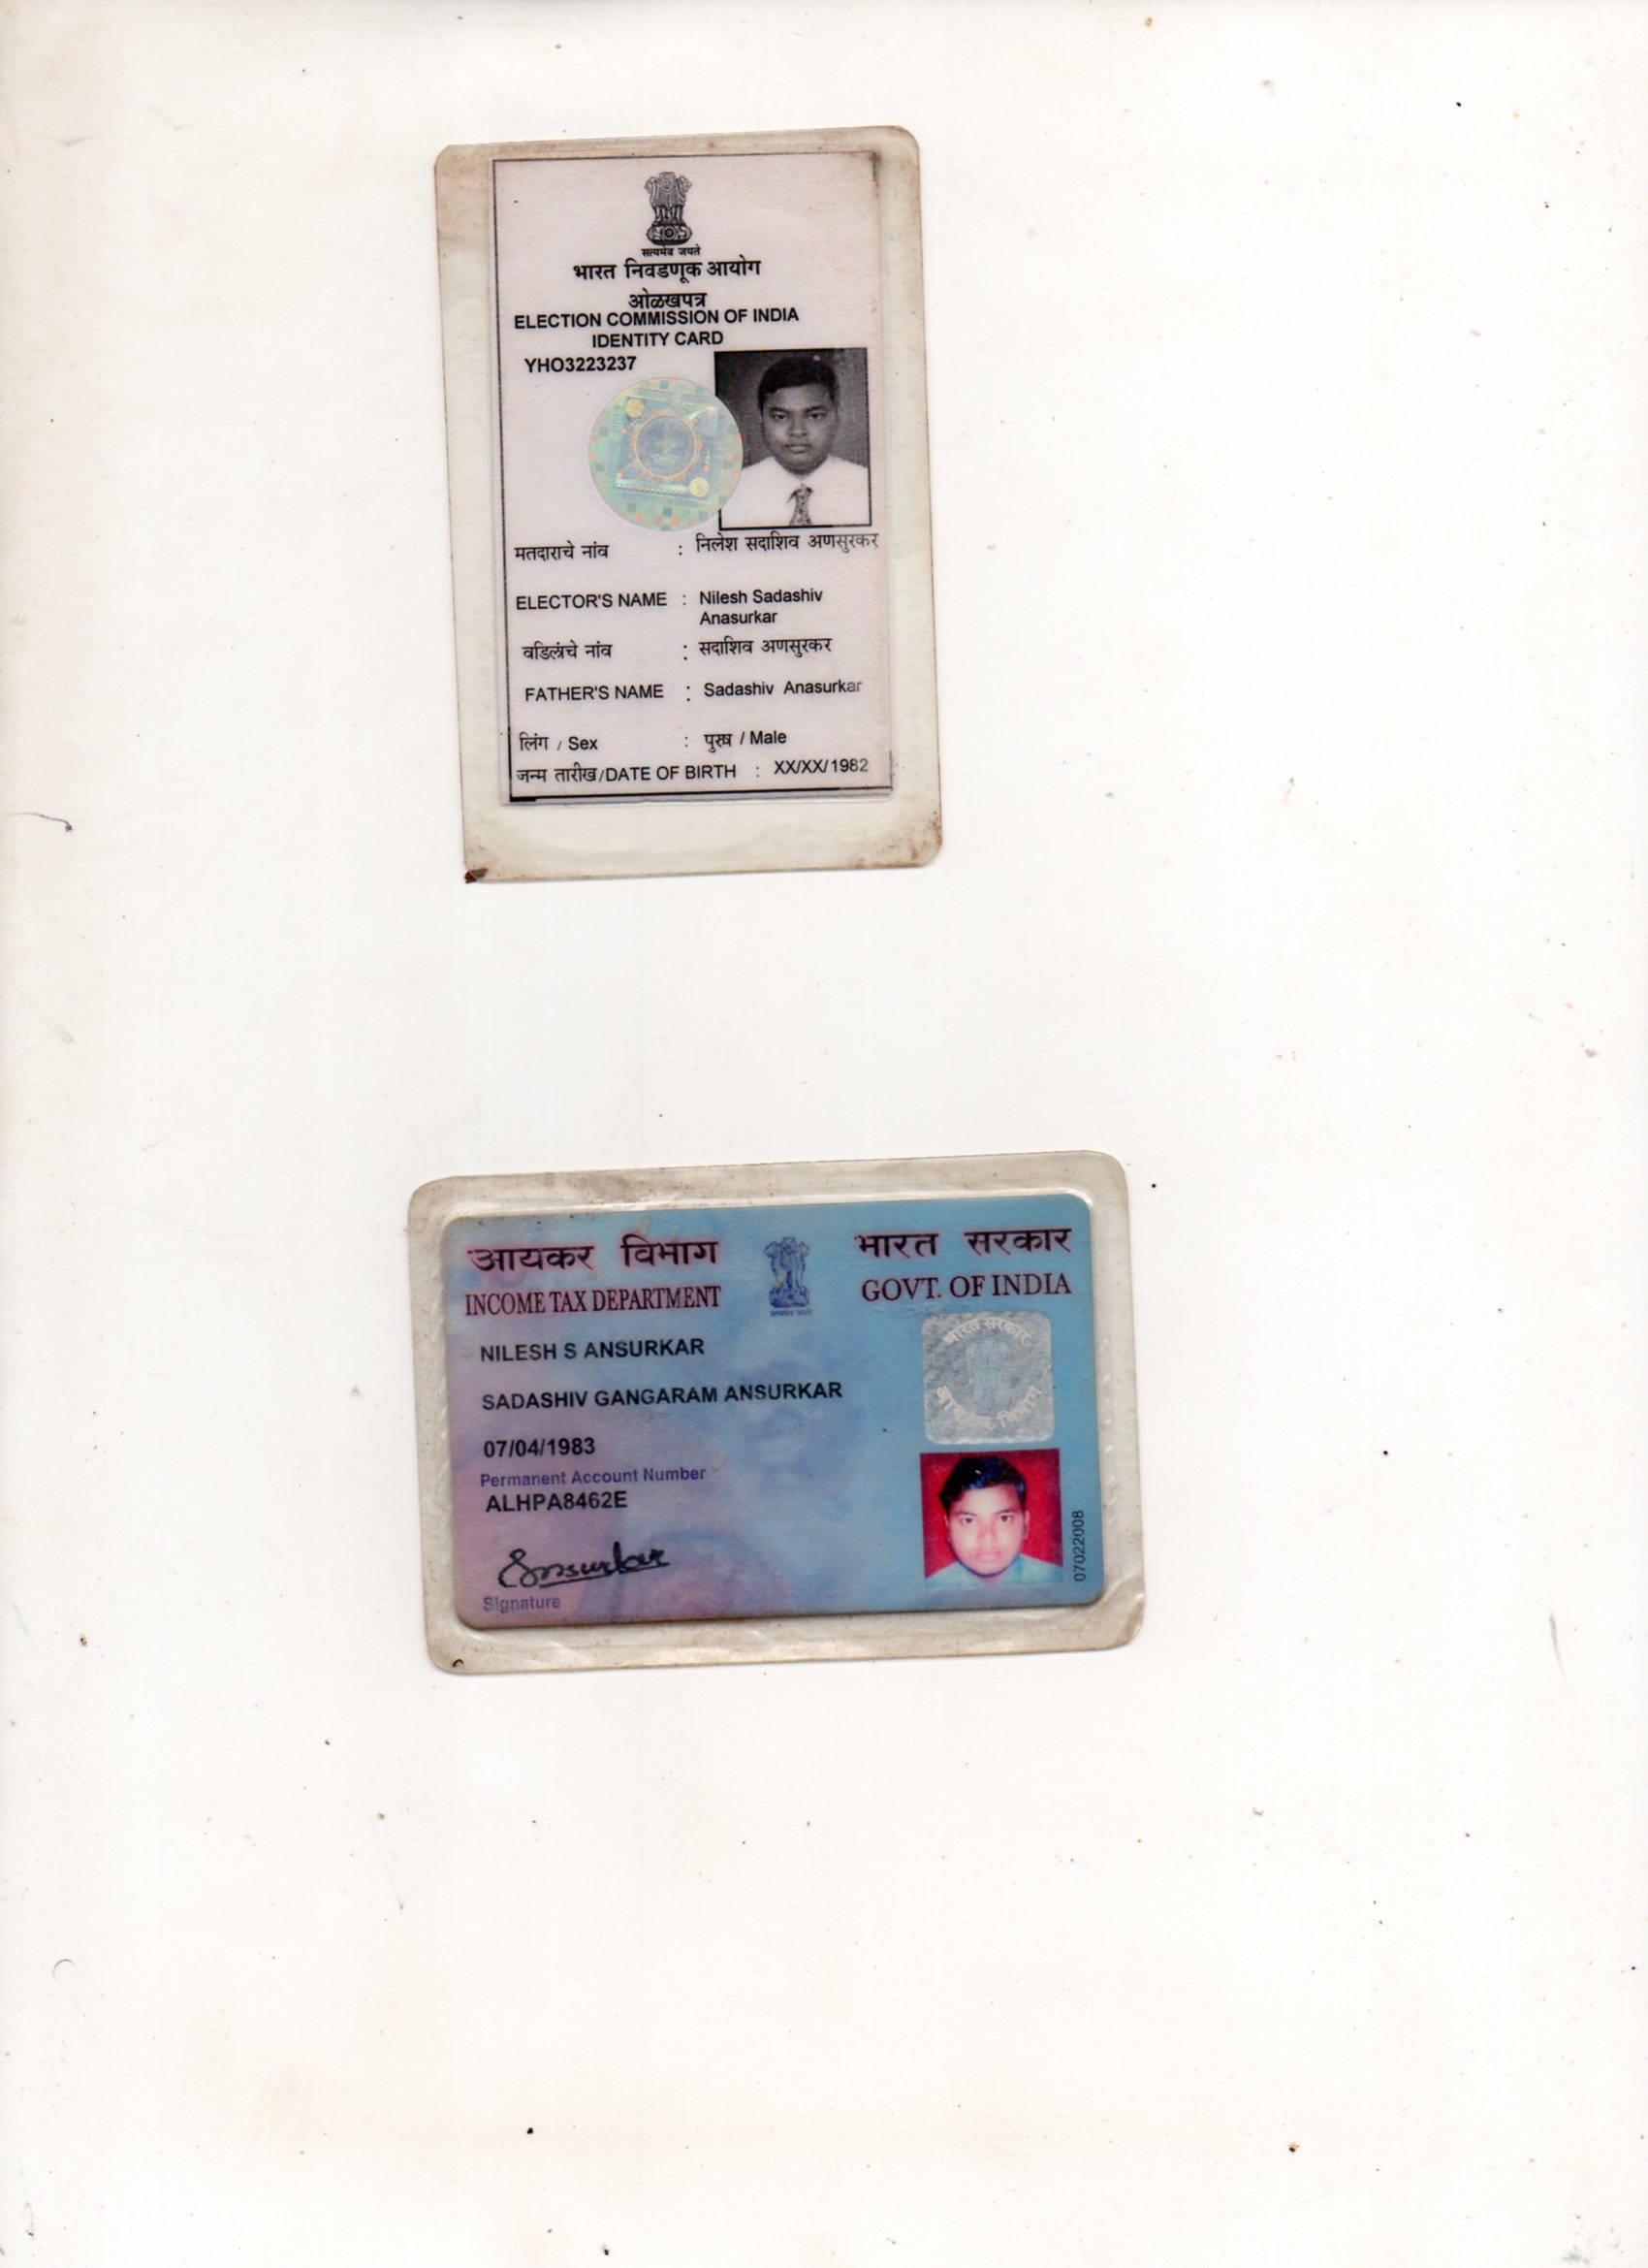 सत्यमेव जयते
भारत निवडणूक आयोग
ओळखपत्र
ELECTION COMMISSION OF INDIA
IDENTITY CARD
YHO3223237
मतदाराचे नांव : निलेश सदाशिव अणसुरकर
ELECTOR'S NAME : Nilesh Sadashiv
Anasurkar
वडिलांचे नांव : सदाशिव अणसुरकर
FATHER'S NAME : Sadashiv Anasurkar
लिंग / Sex : पुरुष / Male
जन्म तारीख/DATE OF BIRTH : XX/XX/1982
आयकर विभाग भारत सरकार
INCOME TAX DEPARTMENT GOVT. OF INDIA
NILESH S ANSURKAR
भारत सरकार
SADASHIV GANGARAM ANSURKAR
आयकर विभाग
07/04/1983
Permanent Account Number
ALHPA8462E
07022008
Ansurkar
Signature